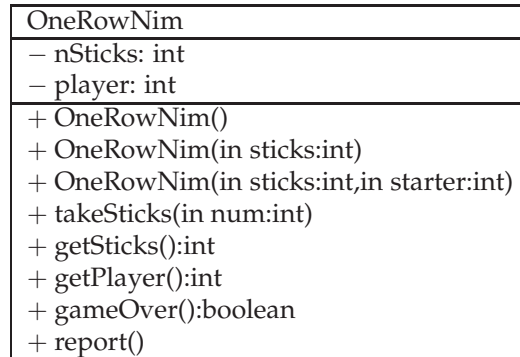 OneRowNim
− nSticks: int
− player: int
+ OneRowNim()
+ OneRowNim(in sticks:int)
+ OneRowNim(in sticks:int,in starter:int)
+ takeSticks(in num:int)
+ getSticks():int
+ getPlayer():int
+ gameOver():boolean
+ report()